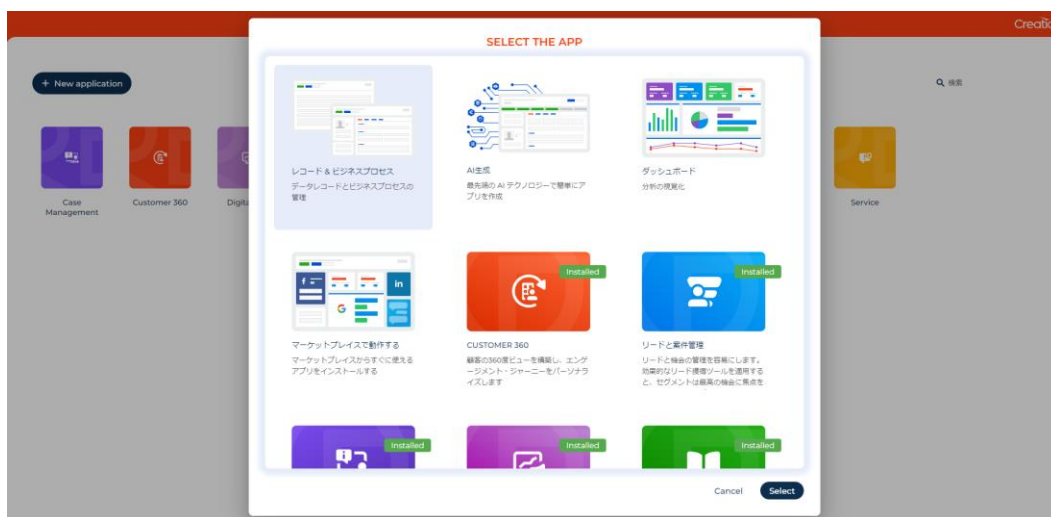 Creatio
SELECT THE APP
+ New application
検索
Case
Management
Customer 360
Digita
Service
レコード & ビジネスプロセス
データレコードとビジネスプロセスの
管理
AI生成
最先端の AI テクノロジーで簡単にア
プリを作成
ダッシュボード
分析の視覚化
マーケットプレイスで動作する
マーケットプレイスからすぐに使える
アプリをインストールする
Installed
CUSTOMER 360
顧客の360度ビューを構築し、エンゲ
ージメント・ジャーニーをパーソナラ
イズします
Installed
リードと案件管理
リードと機会の管理を容易にします。
効果的なリード獲得ツールを適用する
と、セグメントは最高の機会に焦点を
Installed
Installed
Installed
Cancel
Select